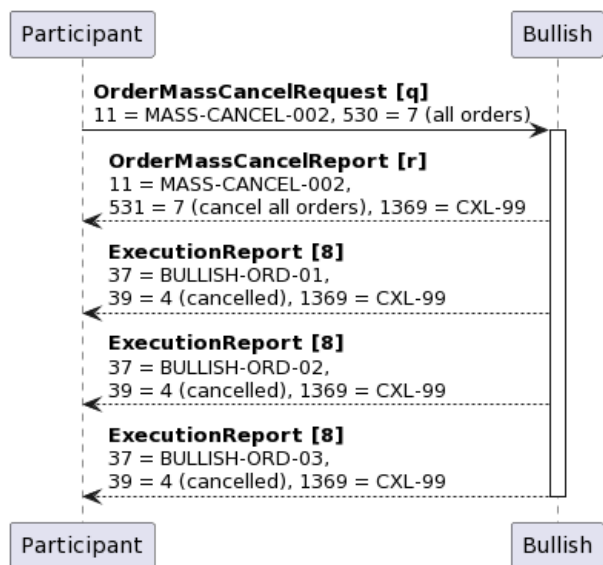 Participant
Bullish
OrderMassCancelRequest [q]
11 = MASS-CANCEL-002, 530 = 7 (all orders)
OrderMassCancelReport [r]
11 = MASS-CANCEL-002,
531 = 7 (cancel all orders), 1369 = CXL-99
ExecutionReport [8]
37 = BULLISH-ORD-01,
39 = 4 (cancelled), 1369 = CXL-99
ExecutionReport [8]
37 = BULLISH-ORD-02,
39 = 4 (cancelled), 1369 = CXL-99
ExecutionReport [8]
37 = BULLISH-ORD-03,
39 = 4 (cancelled), 1369 = CXL-99
Participant
Bullish